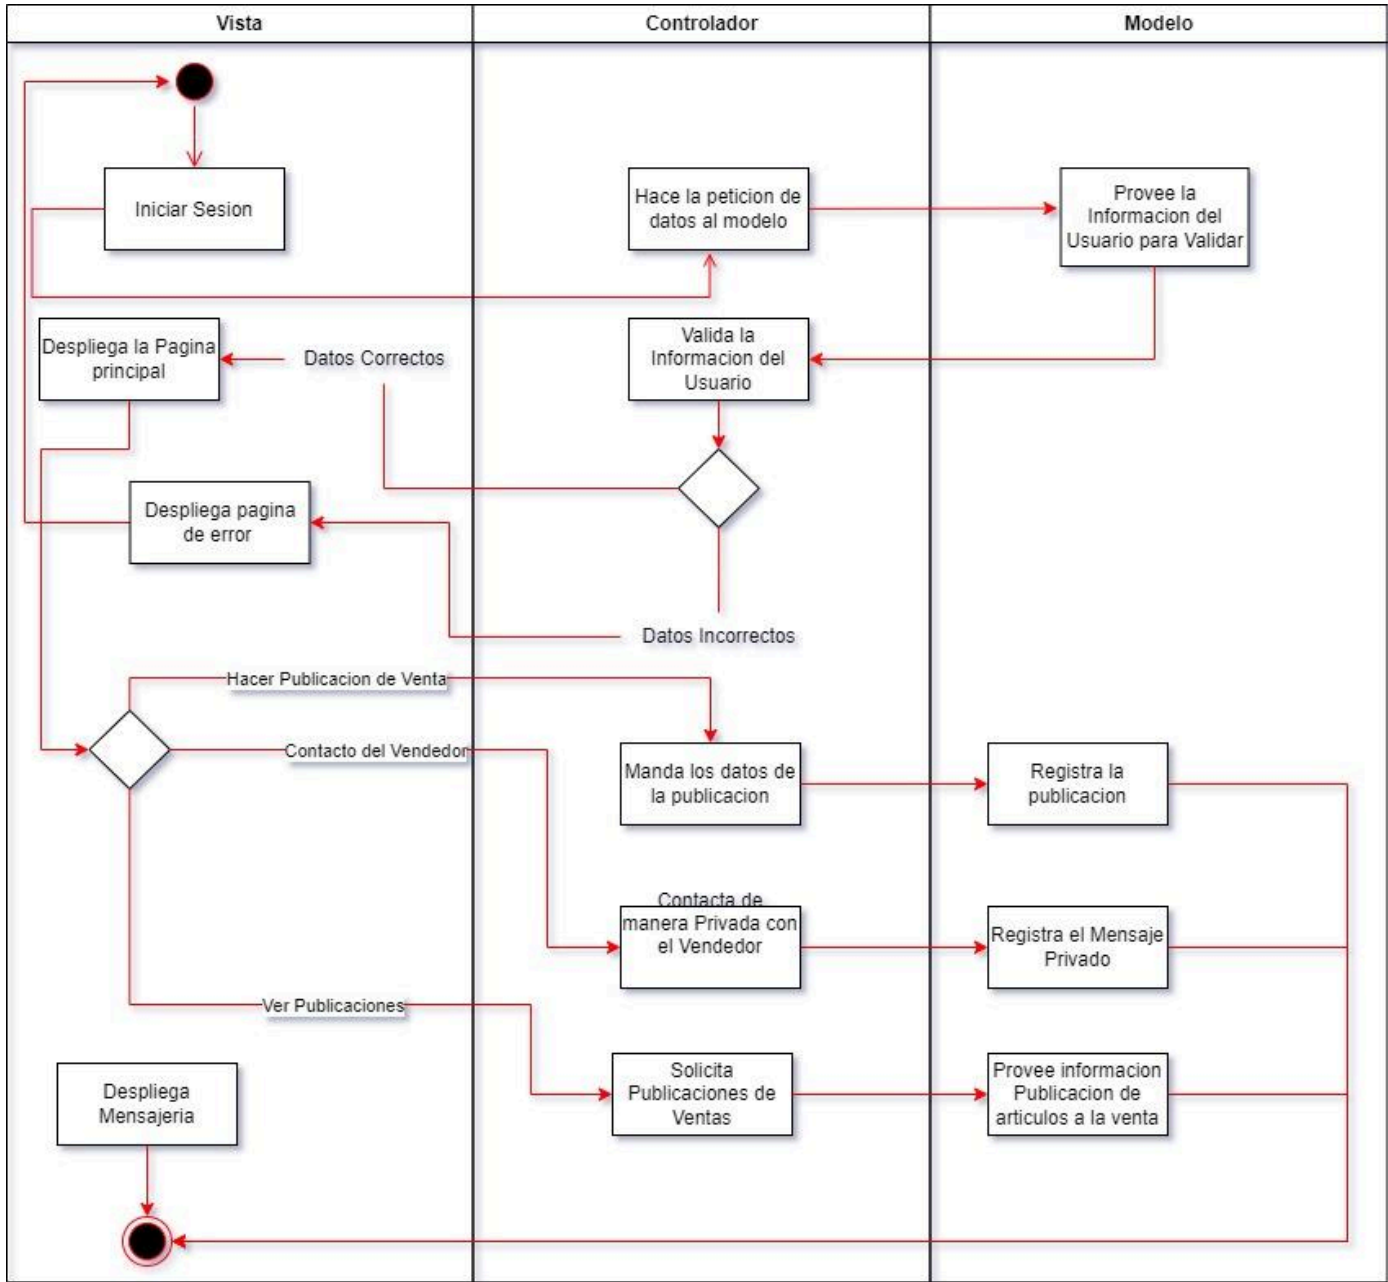 Vista
Controlador
Modelo
Iniciar Sesion
Hace la peticion de
datos al modelo
Provee la
Informacion del
Usuario para Validar
Despliega la Pagina
principal
Datos Correctos
Valida la
Informacion del
Usuario
Despliega pagina
de error
Datos Incorrectos
Hacer Publicacion de Venta
Contacto del Vendedor
Manda los datos de
la publicacion
Registra la
publicacion
Contacta de
manera Privada con
el Vendedor
Registra el Mensaje
Privado
Ver Publicaciones
Despliega
Mensajeria
Solicita
Publicaciones de
Ventas
Provee informacion
Publicacion de
articulos a la venta